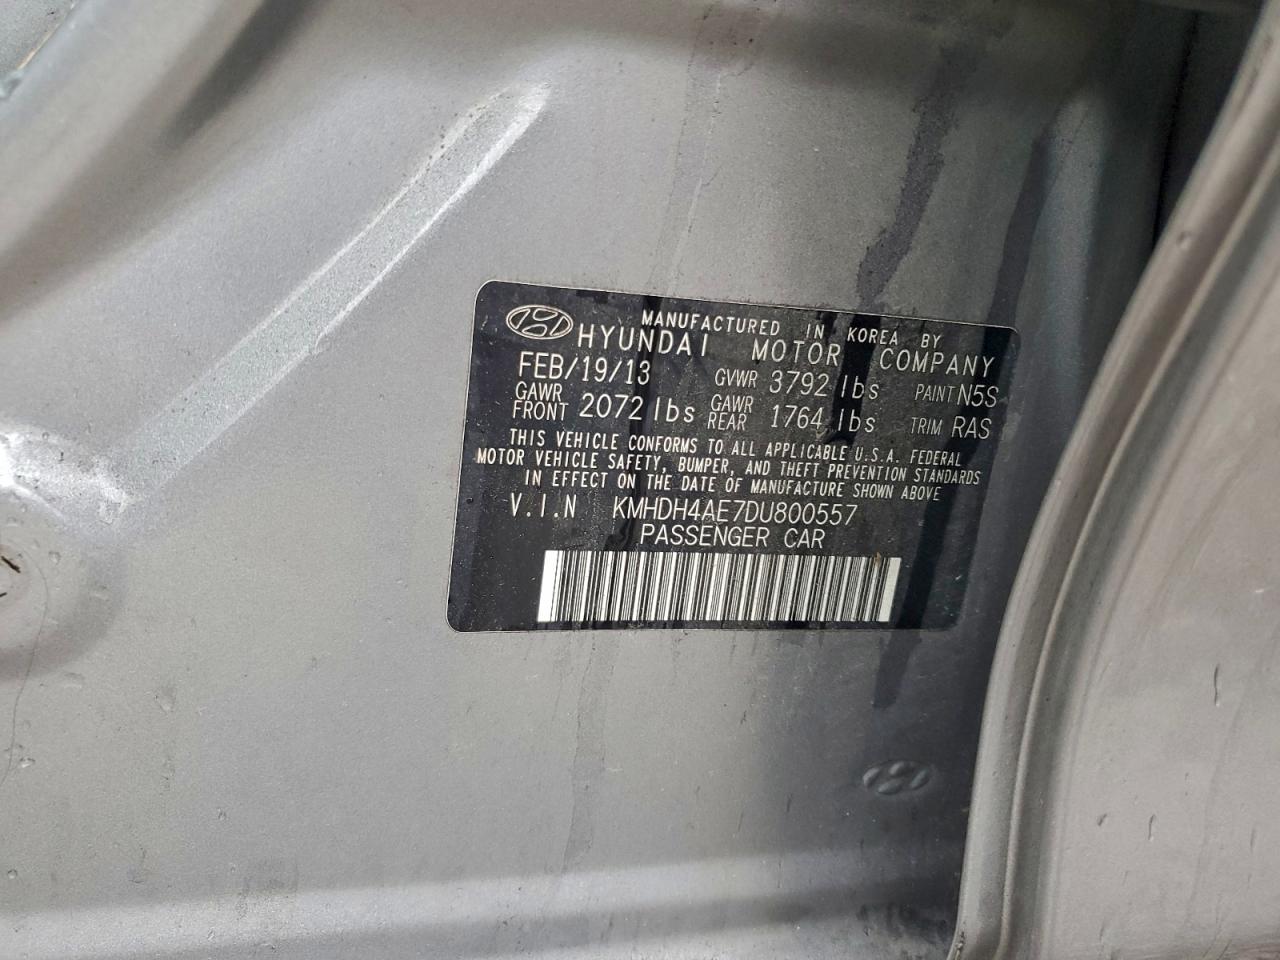 MANUFACTURED IN KOREA BY
HYUNDAI MOTOR COMPANY
FEB/19/13 GVWR 3792 lbs PAINT N5S
GAWR FRONT 2072 lbs GAWR REAR 1764 lbs TRIM RAS
THIS VEHICLE CONFORMS TO ALL APPLICABLE U.S.A. FEDERAL
MOTOR VEHICLE SAFETY, BUMPER, AND THEFT PREVENTION STANDARDS
IN EFFECT ON THE DATE OF MANUFACTURE SHOWN ABOVE
V.I.N KMHDH4AE7DU800557
PASSENGER CAR